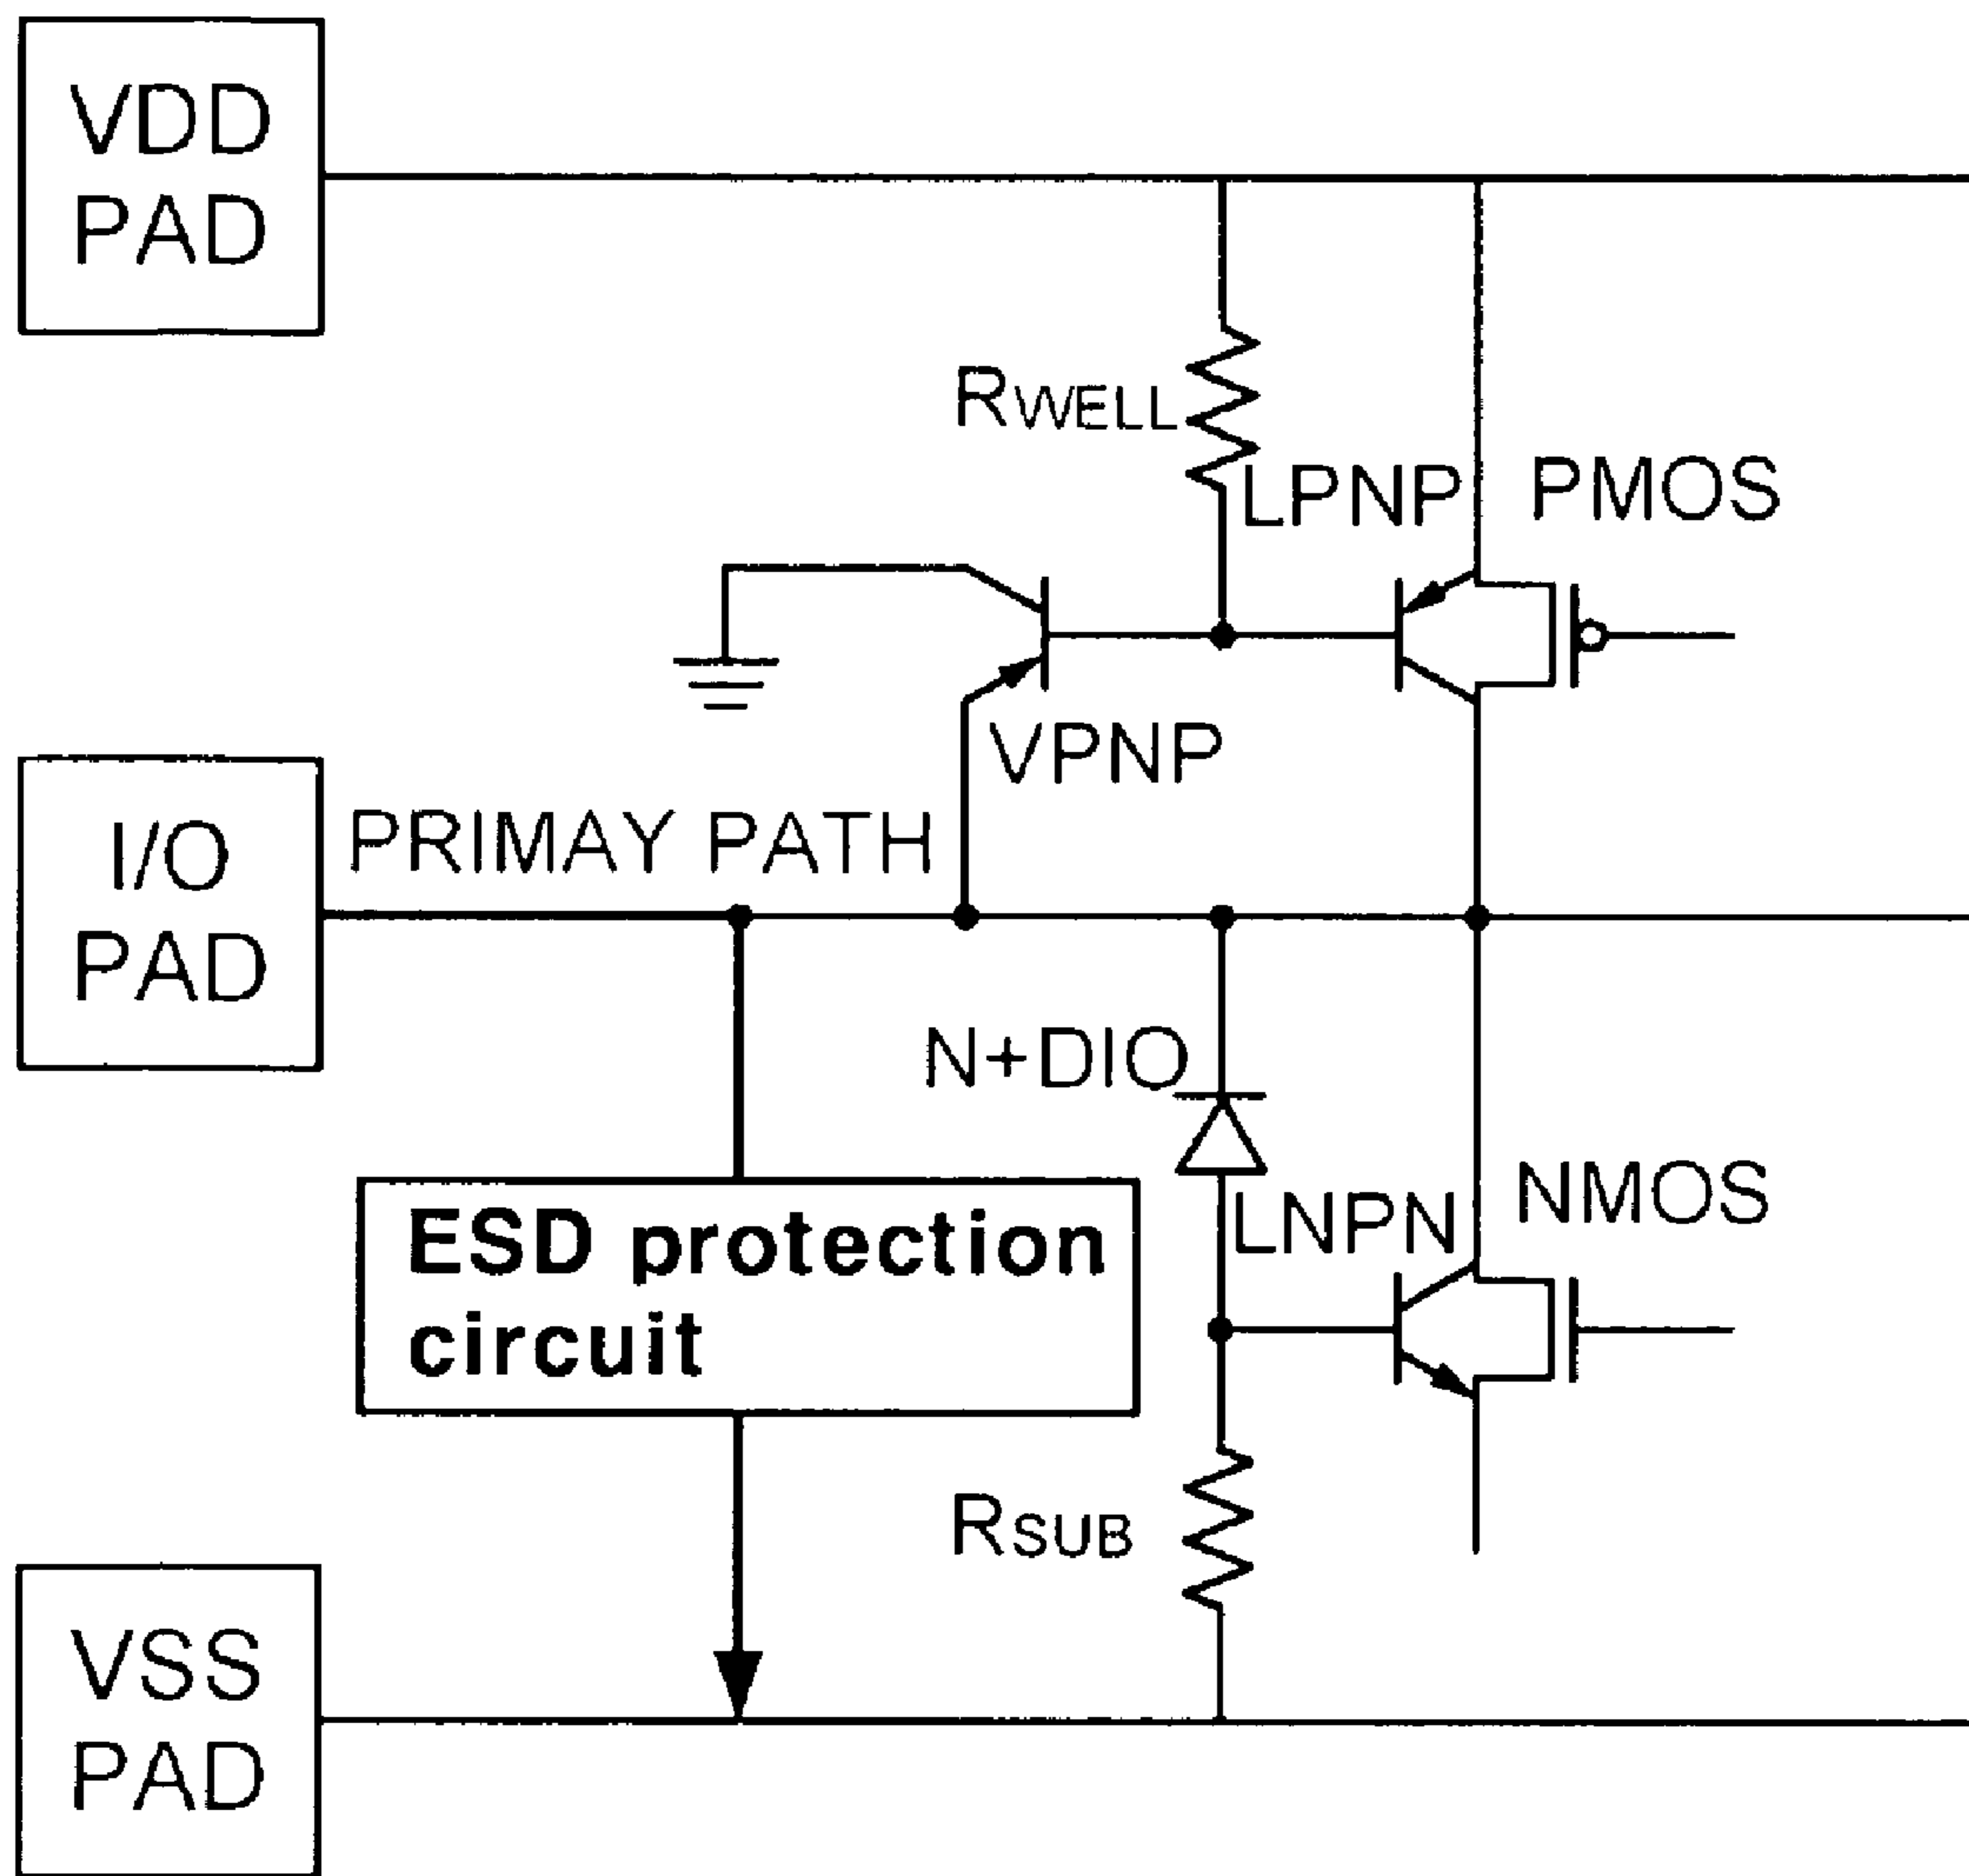 VDD
PAD
RWELL
LPNP
PMOS
VPNP
I/O
PAD
PRIMAY PATH
N+DIO
LNPN
NMOS
ESD protection
circuit
RSUB
VSS
PAD